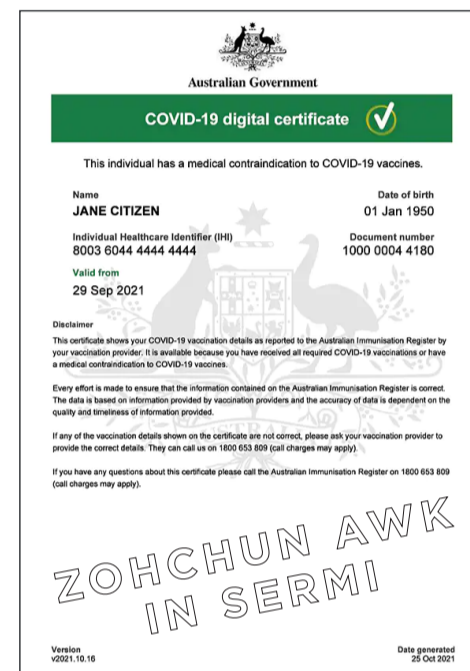 Australian Government
COVID-19 digital certificate
This individual has a medical contraindication to COVID-19 vaccines.
Name
Date of birth
JANE CITIZEN
01 Jan 1950
Individual Healthcare Identifier (IHI)
Document number
8003 6044 4444 4444
1000 0004 4180
Valid from
29 Sep 2021
Disclaimer
This certificate shows your COVID-19 vaccination details as reported to the Australian Immunisation Register by
your vaccination provider. It is available because you have received all required COVID-19 vaccinations or have
a medical contraindication to COVID-19 vaccines.
Every effort is made to ensure that the information contained on the Australian Immunisation Register is correct.
The data is based on information provided by vaccination providers and the accuracy of data is dependent on the
quality and timeliness of information provided.
If any of the vaccination details shown on the certificate are not correct, please ask your vaccination provider to
provide the correct details. They can call us on 1800 653 809 (call charges may apply).
If you have any questions about this certificate please call the Australian Immunisation Register on 1800 653 809
(call charges may apply).
ZOHCHUN AWK
IN SERMI
Version
Date generated
v2021.10.16
25 Oct 2021